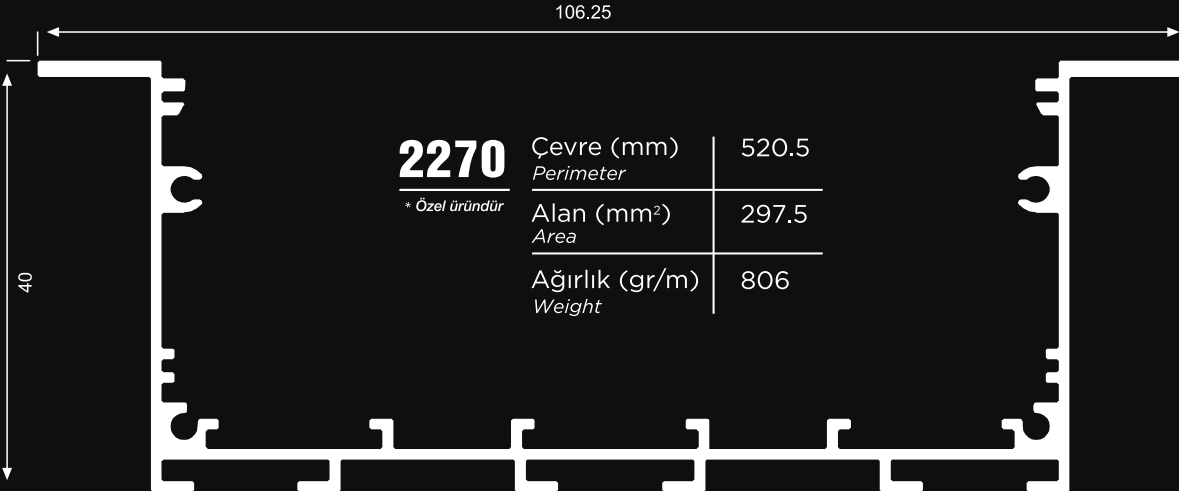 106.25
40
2270
* Özel üründür
Çevre (mm) 520.5
Perimeter
Alan (mm²) 297.5
Area
Ağırlık (gr/m) 806
Weight